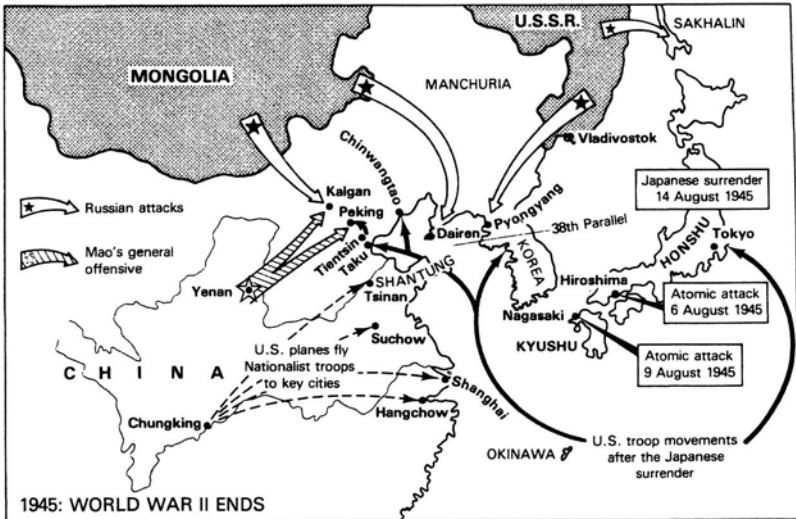 U.S.S.R.
SAKHALIN
MONGOLIA
MANCHURIA
Vladivostok
Chinwangtao
Russian attacks
Mao's general
offensive
Kalgan
Peking
Tientsin
Taku
Dairen
Pyongyang
38th Parallel
KOREA
Japanese surrender
14 August 1945
HONSHU
Tokyo
Yenan
SHANTUNG
Tsinan
Hiroshima
Atomic attack
6 August 1945
Nagasaki
KYUSHU
Atomic attack
9 August 1945
Suchow
U.S. planes fly
Nationalist troops
to key cities
CHINA
Shanghai
Hangchow
Chungking
OKINAWA
U.S. troop movements
after the Japanese
surrender
1945: WORLD WAR II ENDS